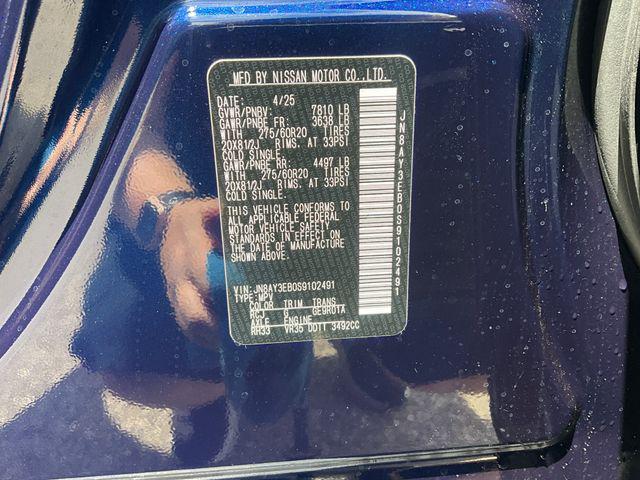 MFD BY NISSAN MOTOR CO.,LTD.
DATE: 4/25
GVWR/PNBV: 7810 LB
GAWR/PNBE FR: 3638 LB
WITH 275/60R20 TIRES
20X81/2J RIMS. AT 33PSI
COLD SINGLE.
GAWR/PNBE RR: 4497 LB
WITH 275/60R20 TIRES
20X81/2J RIMS. AT 33PSI
COLD SINGLE:
THIS VEHICLE CONFORMS TO
ALL APPLICABLE FEDERAL
MOTOR VEHICLE SAFETY
STANDARDS IN EFFECT ON
THE DATE OF MANUFACTURE
SHOWN ABOVE.
VIN: JN8AY3EB0S9102491
TYPE: MPV
COLOR TRIM TRANS
RCJ G GE9R01A
AXLE ENGINE
RH33 VR35 DDTT 3492CC
JN8AY3EB0S9102491